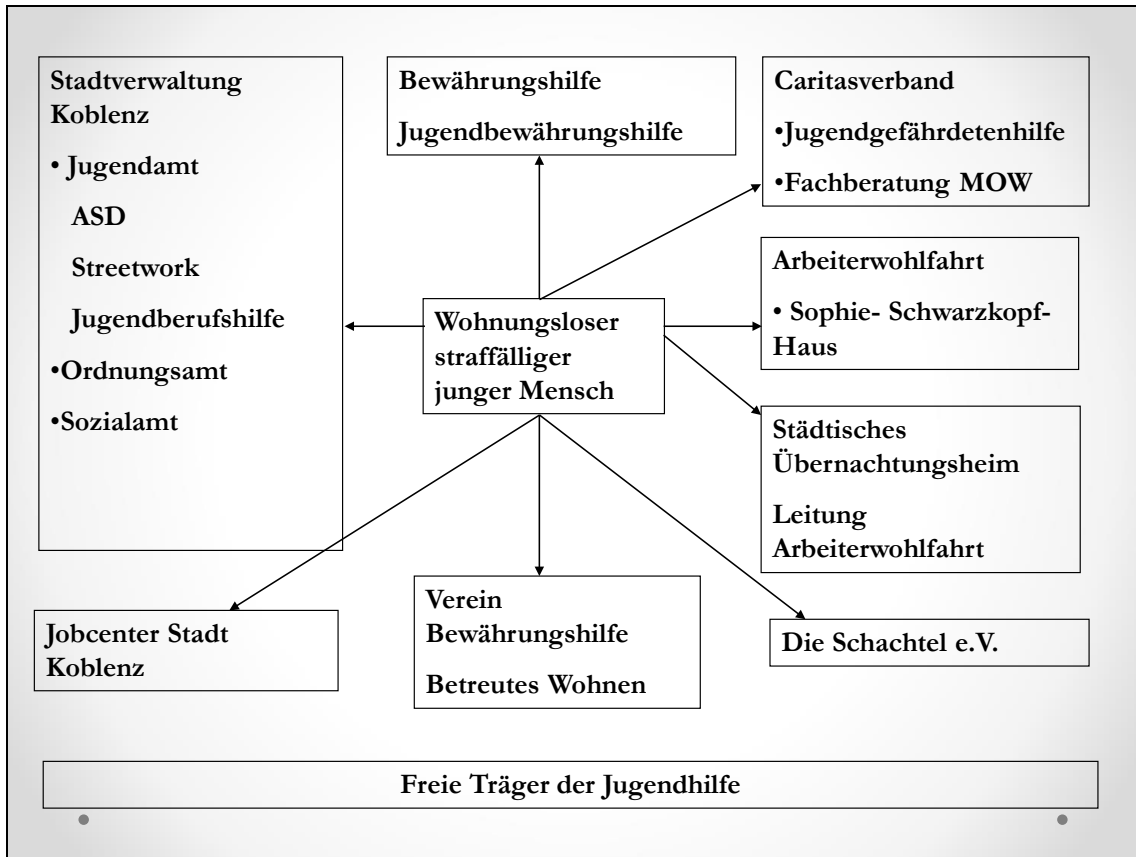 Stadtverwaltung
Koblenz
• Jugendamt
ASD
Streetwork
Jugendberufshilfe
•Ordnungsamt
•Sozialamt
Bewährungshilfe
Jugendbewährungshilfe
Caritasverband
•Jugendgefährdetenhilfe
•Fachberatung MOW
Arbeiterwohlfahrt
• Sophie- Schwarzkopf-
Haus
Wohnungsloser
straffälliger
junger Mensch
Städtisches
Übernachtungsheim
Leitung
Arbeiterwohlfahrt
Jobcenter Stadt
Koblenz
Verein
Bewährungshilfe
Betreutes Wohnen
Die Schachtel e.V.
Freie Träger der Jugendhilfe